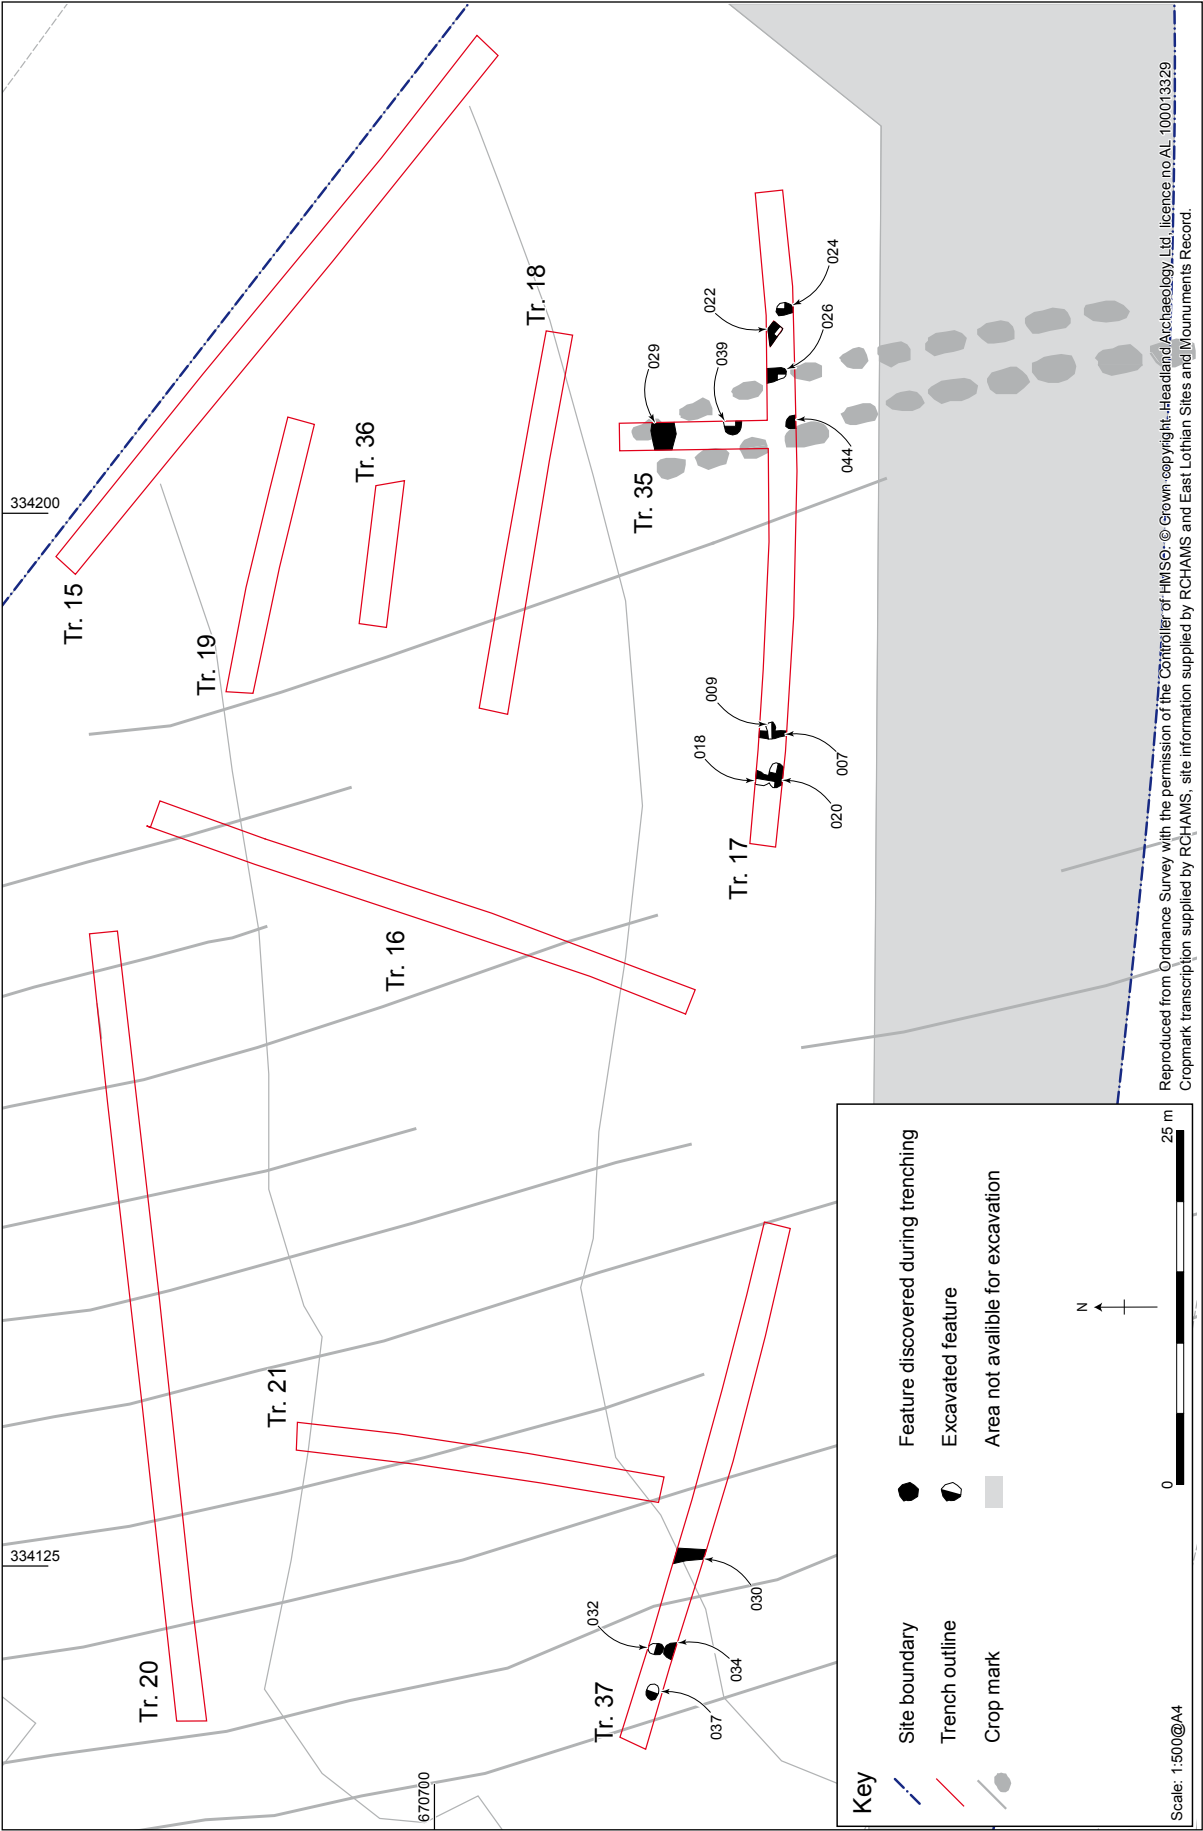 334125
334200
670700
Tr. 20
Tr. 21
Tr. 16
Tr. 19
Tr. 15
Tr. 36
Tr. 18
Tr. 35
Tr. 17
Tr. 37
032
037
034
030
018
009
020
007
029
039
022
044
026
024
Key
Site boundary
Trench outline
Crop mark
Feature discovered during trenching
Excavated feature
Area not avalible for excavation
N
0
25 m
Scale: 1:500@A4
Reproduced from Ordnance Survey with the permission of the Controller of HMSO. © Crown copyright. Headland Archaeology Ltd, licence no AL 100013329
Cropmark transcription supplied by RCHAMS, site information supplied by RCHAMS and East Lothian Sites and Mounuments Record.